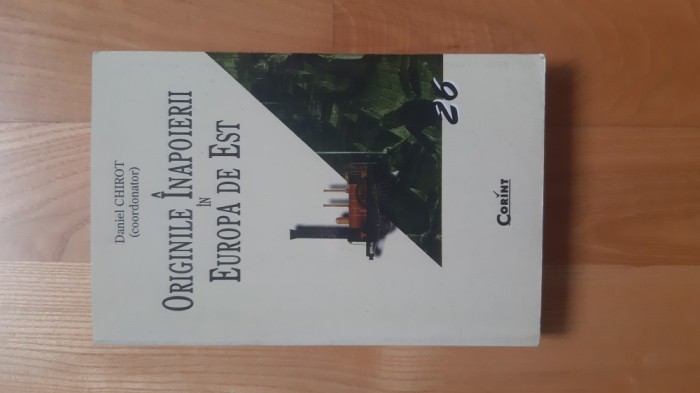 Daniel CHIROT
(coordonator)
ORIGINILE ÎNAPOIERII
ÎN
EUROPA DE EST
26
CORINT